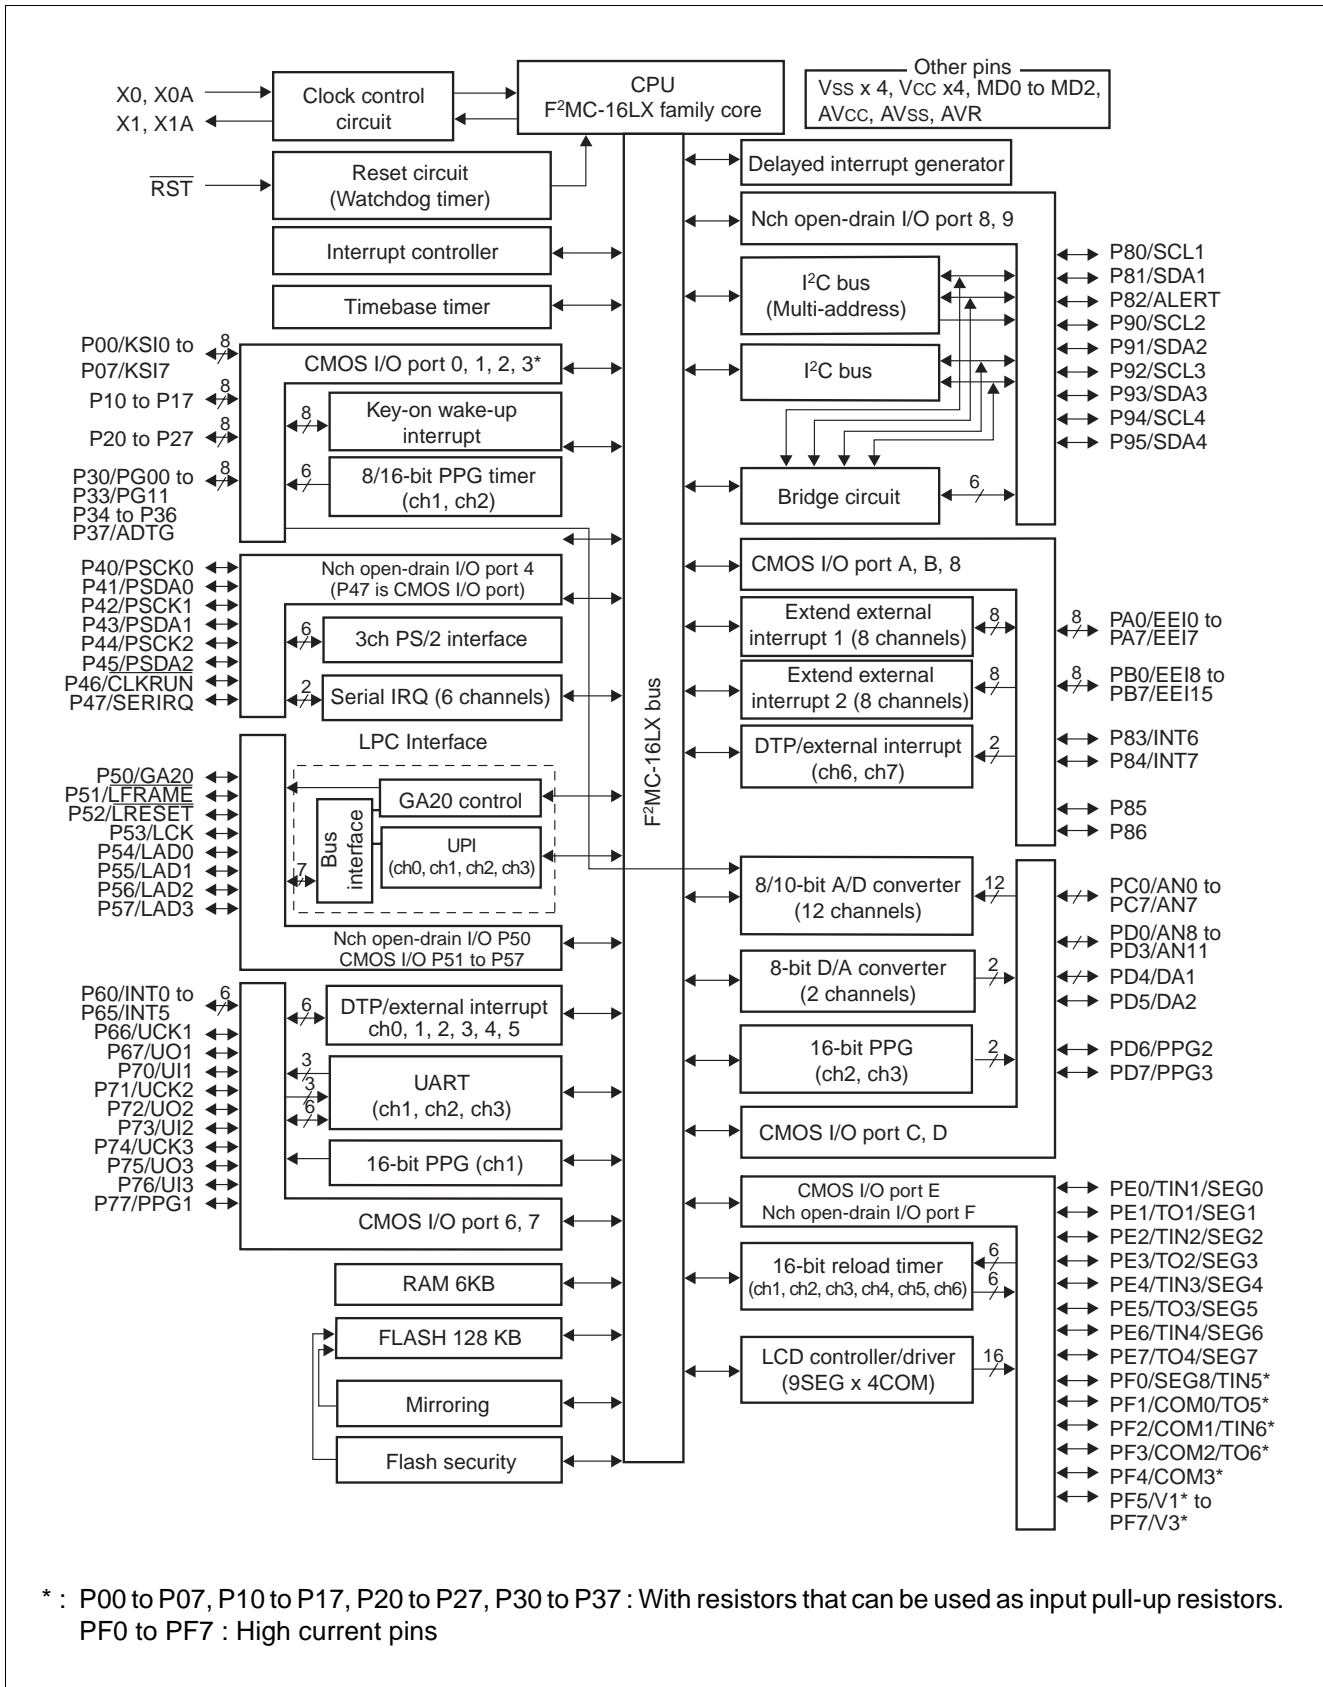 CPU
F²MC-16LX family core
Other pins
VSS x 4, VCC x4, MD0 to MD2,
AVCC, AVSS, AVR
X0, X0A
X1, X1A
Clock control
circuit
RST
Reset circuit
(Watchdog timer)
Interrupt controller
Timebase timer
P00/KSI0 to
P07/KSI7
8
P10 to P17
8
P20 to P27
8
P30/PG00 to
P33/PG11
P34 to P36
P37/ADTG
8
CMOS I/O port 0, 1, 2, 3*
8
Key-on wake-up
interrupt
6
8/16-bit PPG timer
(ch1, ch2)
P40/PSCK0
P41/PSDA0
P42/PSCK1
P43/PSDA1
P44/PSCK2
P45/PSDA2
P46/CLKRUN
P47/SERIRQ
Nch open-drain I/O port 4
(P47 is CMOS I/O port)
6
3ch PS/2 interface
2
Serial IRQ (6 channels)
LPC Interface
P50/GA20
P51/LFRAME
P52/LRESET
P53/LCK
P54/LAD0
P55/LAD1
P56/LAD2
P57/LAD3
GA20 control
Bus
interface
UPI
(ch0, ch1, ch2, ch3)
7
Nch open-drain I/O P50
CMOS I/O P51 to P57
P60/INT0 to
P65/INT5
6
P66/UCK1
P67/UO1
P70/UI1
P71/UCK2
P72/UO2
P73/UI2
P74/UCK3
P75/UO3
P76/UI3
P77/PPG1
6
DTP/external interrupt
ch0, 1, 2, 3, 4, 5
3
3
6
UART
(ch1, ch2, ch3)
16-bit PPG (ch1)
CMOS I/O port 6, 7
RAM 6KB
FLASH 128 KB
Mirroring
Flash security
F²MC-16LX bus
Delayed interrupt generator
Nch open-drain I/O port 8, 9
I²C bus
(Multi-address)
I²C bus
Bridge circuit
6
P80/SCL1
P81/SDA1
P82/ALERT
P90/SCL2
P91/SDA2
P92/SCL3
P93/SDA3
P94/SCL4
P95/SDA4
CMOS I/O port A, B, 8
Extend external
interrupt 1 (8 channels)
8
Extend external
interrupt 2 (8 channels)
8
DTP/external interrupt
(ch6, ch7)
2
8
PA0/EEI0 to
PA7/EEI7
8
PB0/EEI8 to
PB7/EEI15
P83/INT6
P84/INT7
P85
P86
8/10-bit A/D converter
(12 channels)
12
8-bit D/A converter
(2 channels)
2
16-bit PPG
(ch2, ch3)
2
CMOS I/O port C, D
PC0/AN0 to
PC7/AN7
PD0/AN8 to
PD3/AN11
PD4/DA1
PD5/DA2
PD6/PPG2
PD7/PPG3
CMOS I/O port E
Nch open-drain I/O port F
16-bit reload timer
(ch1, ch2, ch3, ch4, ch5, ch6)
6
6
LCD controller/driver
(9SEG x 4COM)
16
PE0/TIN1/SEG0
PE1/TO1/SEG1
PE2/TIN2/SEG2
PE3/TO2/SEG3
PE4/TIN3/SEG4
PE5/TO3/SEG5
PE6/TIN4/SEG6
PE7/TO4/SEG7
PF0/SEG8/TIN5*
PF1/COM0/TO5*
PF2/COM1/TIN6*
PF3/COM2/TO6*
PF4/COM3*
PF5/V1* to
PF7/V3*
* : P00 to P07, P10 to P17, P20 to P27, P30 to P37 : With resistors that can be used as input pull-up resistors.
PF0 to PF7 : High current pins